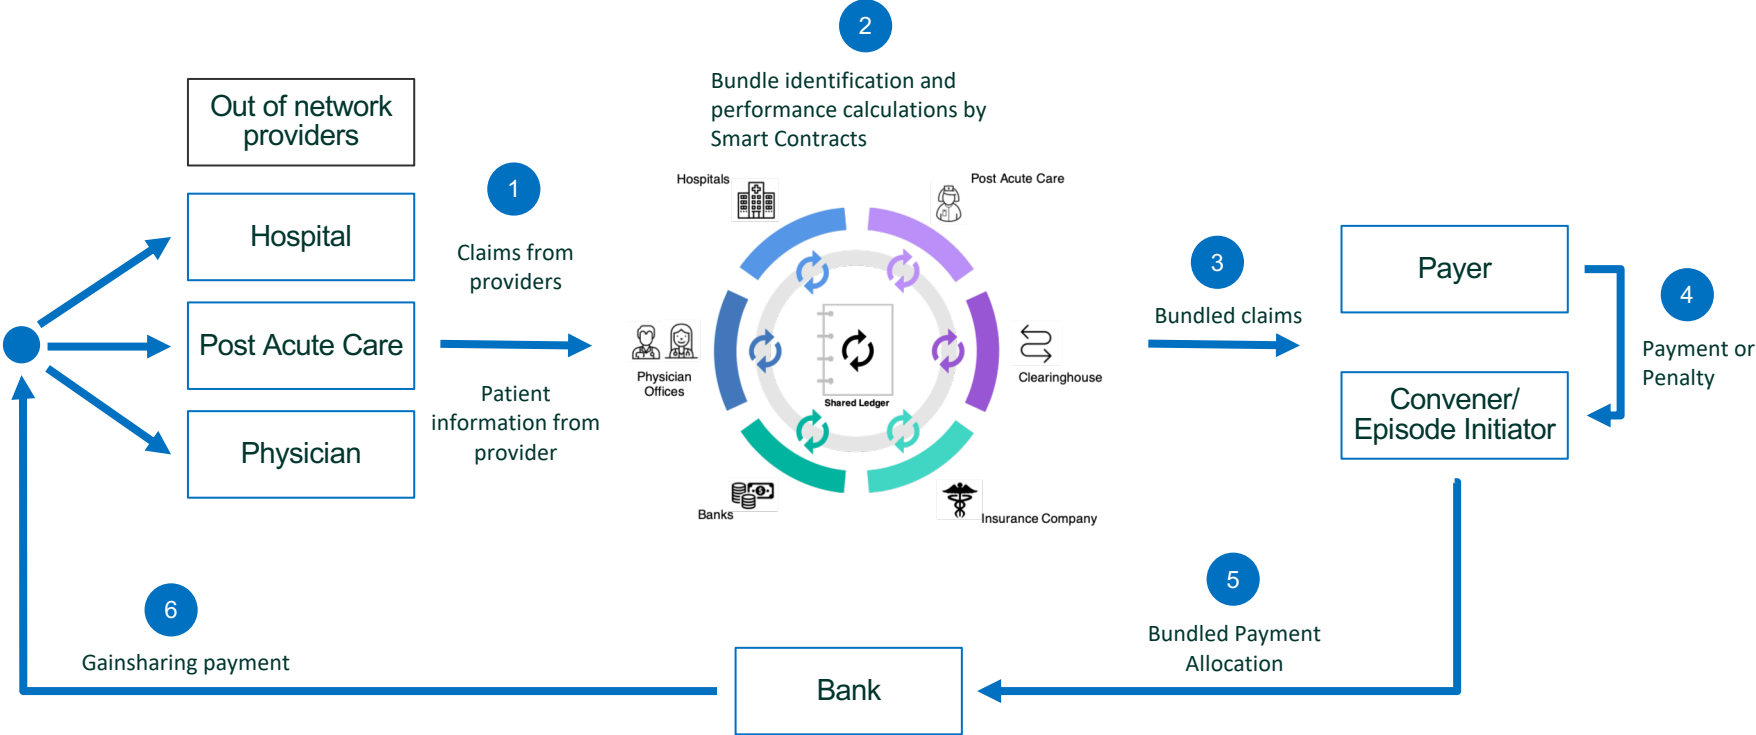 2
Bundle identification and
performance calculations by
Smart Contracts
Out of network
providers
Hospital
Post Acute Care
Physician
1
Claims from
providers
Patient
information from
provider
Hospitals
Post Acute Care
Physician
Offices
Shared Ledger
Clearinghouse
Banks
Insurance Company
3
Bundled claims
Payer
Convener/
Episode Initiator
4
Payment or
Penalty
5
Bundled Payment
Allocation
Bank
6
Gainsharing payment